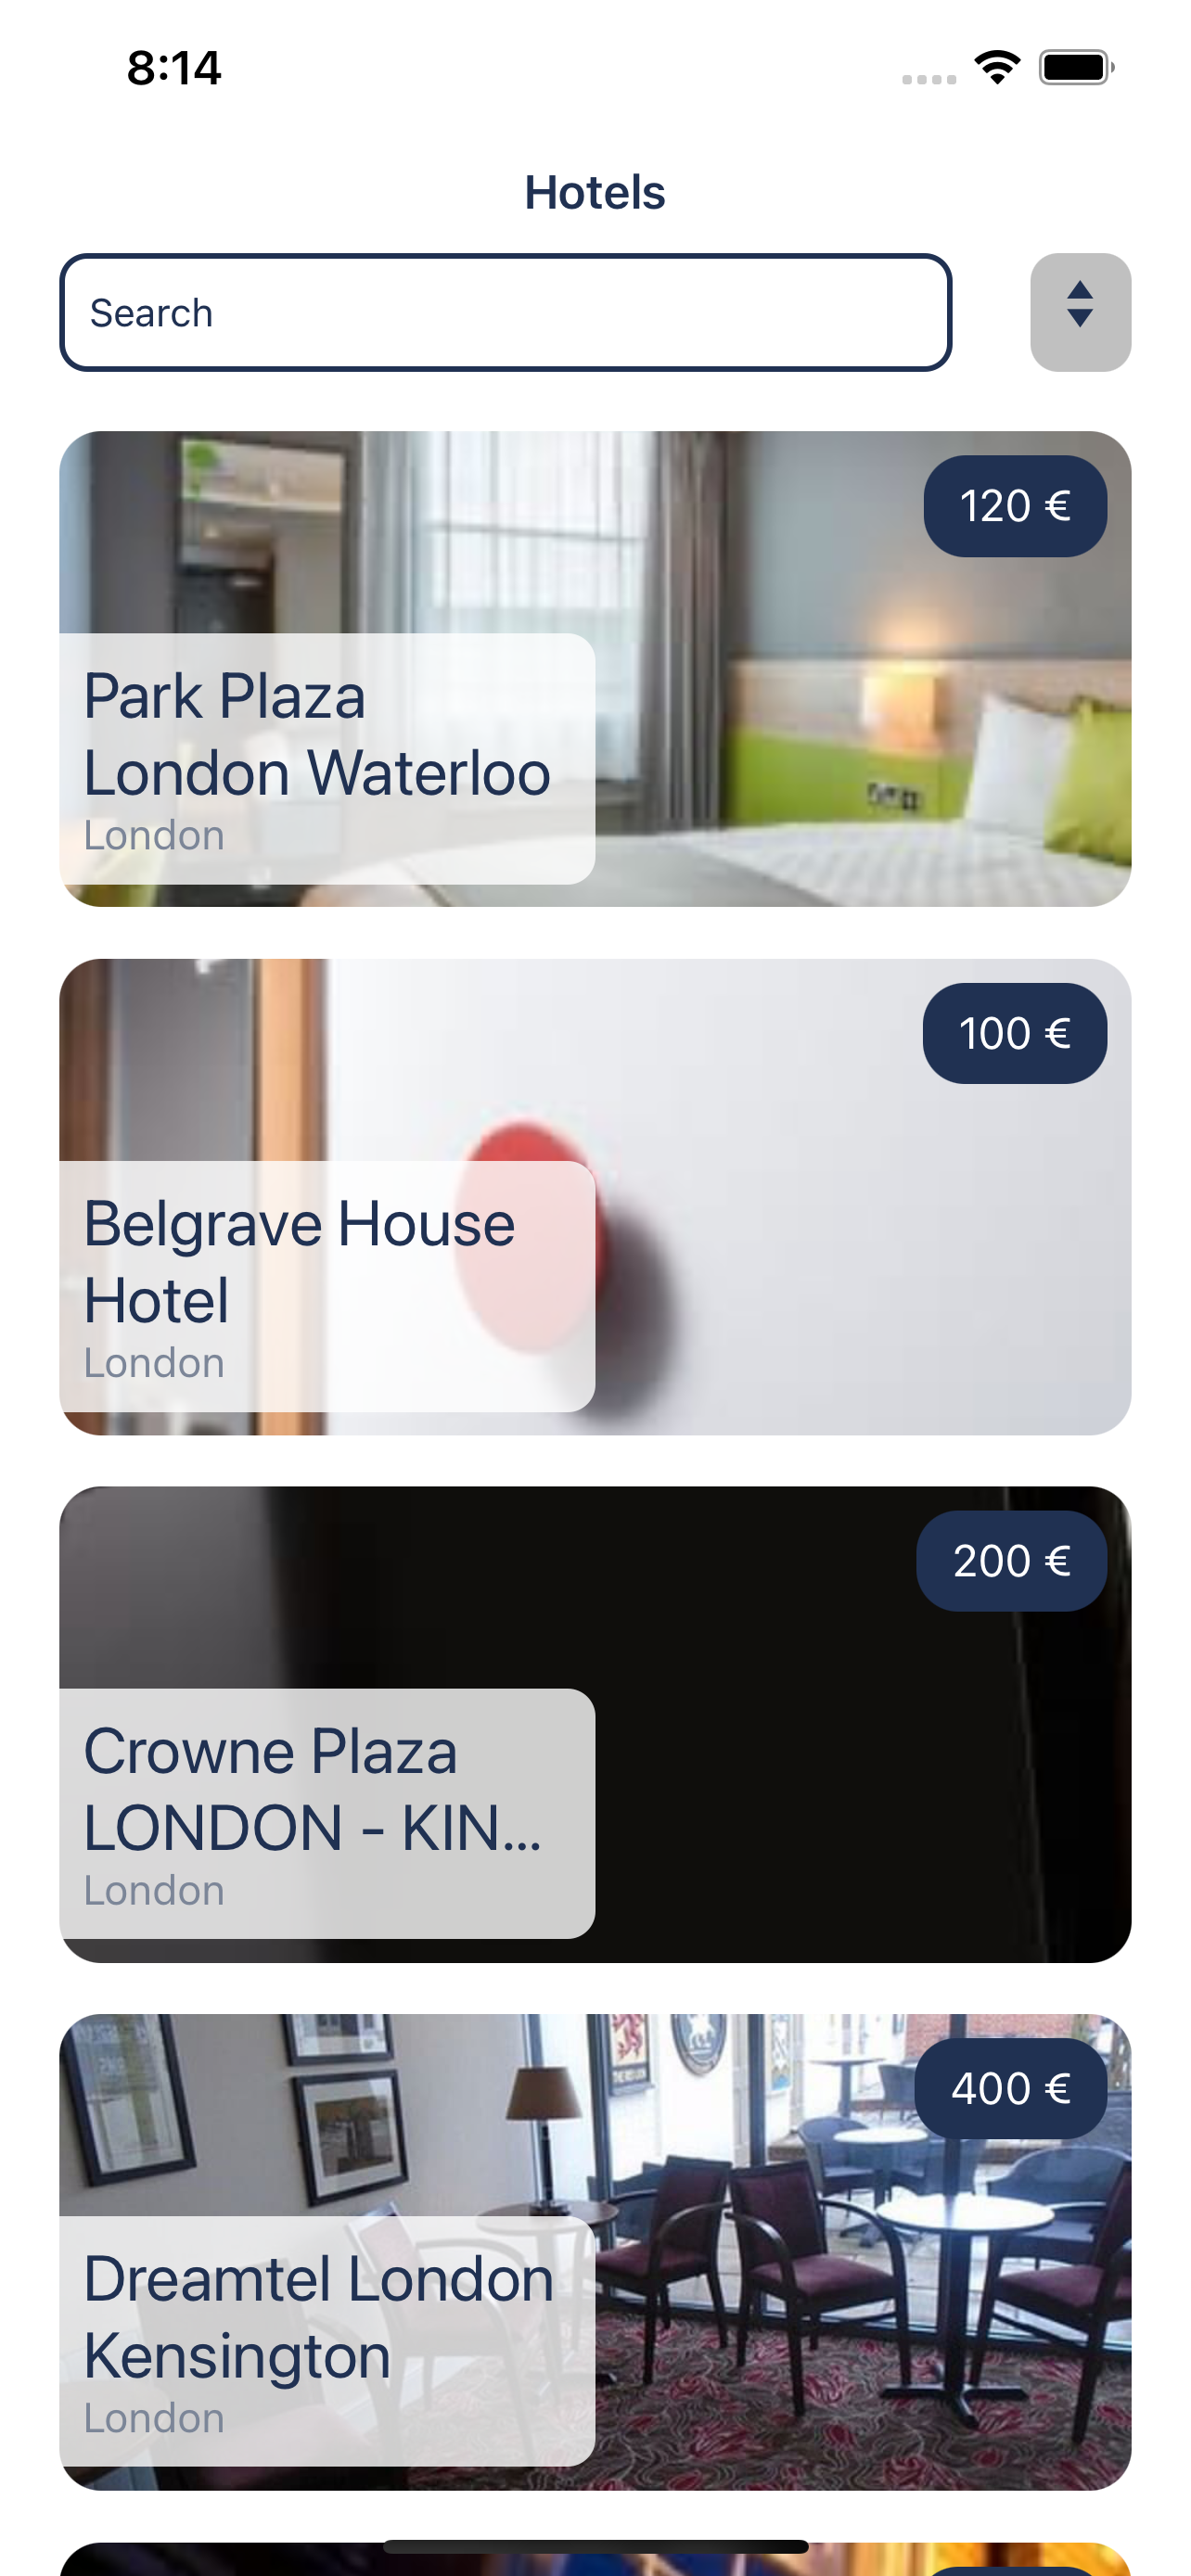 8:14
Hotels
Search
120 €
Park Plaza
London Waterloo
London
100 €
Belgrave House
Hotel
London
200 €
Crowne Plaza
LONDON - KIN...
London
400 €
Dreamtel London
Kensington
London